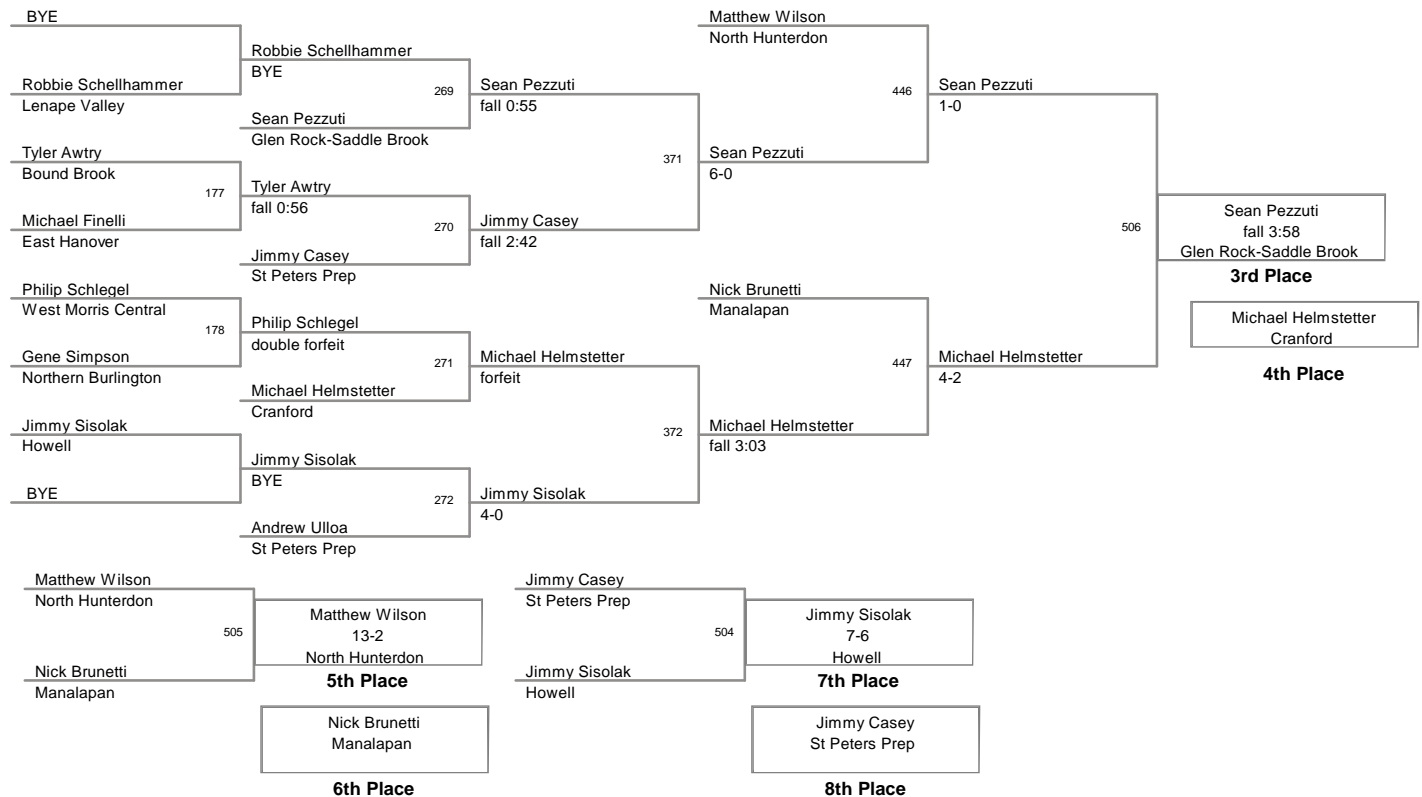 BYE
Robbie Schellhammer
Lenape Valley
Tyler Awtry
Bound Brook
177
Michael Finelli
East Hanover
Philip Schlegel
West Morris Central
178
Gene Simpson
Northern Burlington
Jimmy Sisolak
Howell
BYE
Robbie Schellhammer
BYE
269
Sean Pezzuti
Glen Rock-Saddle Brook
Tyler Awtry
fall 0:56
270
Jimmy Casey
St Peters Prep
Philip Schlegel
double forfeit
271
Michael Helmstetter
Cranford
Jimmy Sisolak
BYE
272
Andrew Ulloa
St Peters Prep
Sean Pezzuti
fall 0:55
371
Jimmy Casey
fall 2:42
Michael Helmstetter
forfeit
372
Jimmy Sisolak
4-0
Matthew Wilson
North Hunterdon
446
Sean Pezzuti
6-0
Nick Brunetti
Manalapan
447
Michael Helmstetter
fall 3:03
Sean Pezzuti
1-0
506
Michael Helmstetter
4-2
Sean Pezzuti
fall 3:58
Glen Rock-Saddle Brook
3rd Place
Michael Helmstetter
Cranford
4th Place
Matthew Wilson
North Hunterdon
505
Nick Brunetti
Manalapan
Matthew Wilson
13-2
North Hunterdon
5th Place
Nick Brunetti
Manalapan
6th Place
Jimmy Casey
St Peters Prep
504
Jimmy Sisolak
Howell
Jimmy Sisolak
7-6
Howell
7th Place
Jimmy Casey
St Peters Prep
8th Place